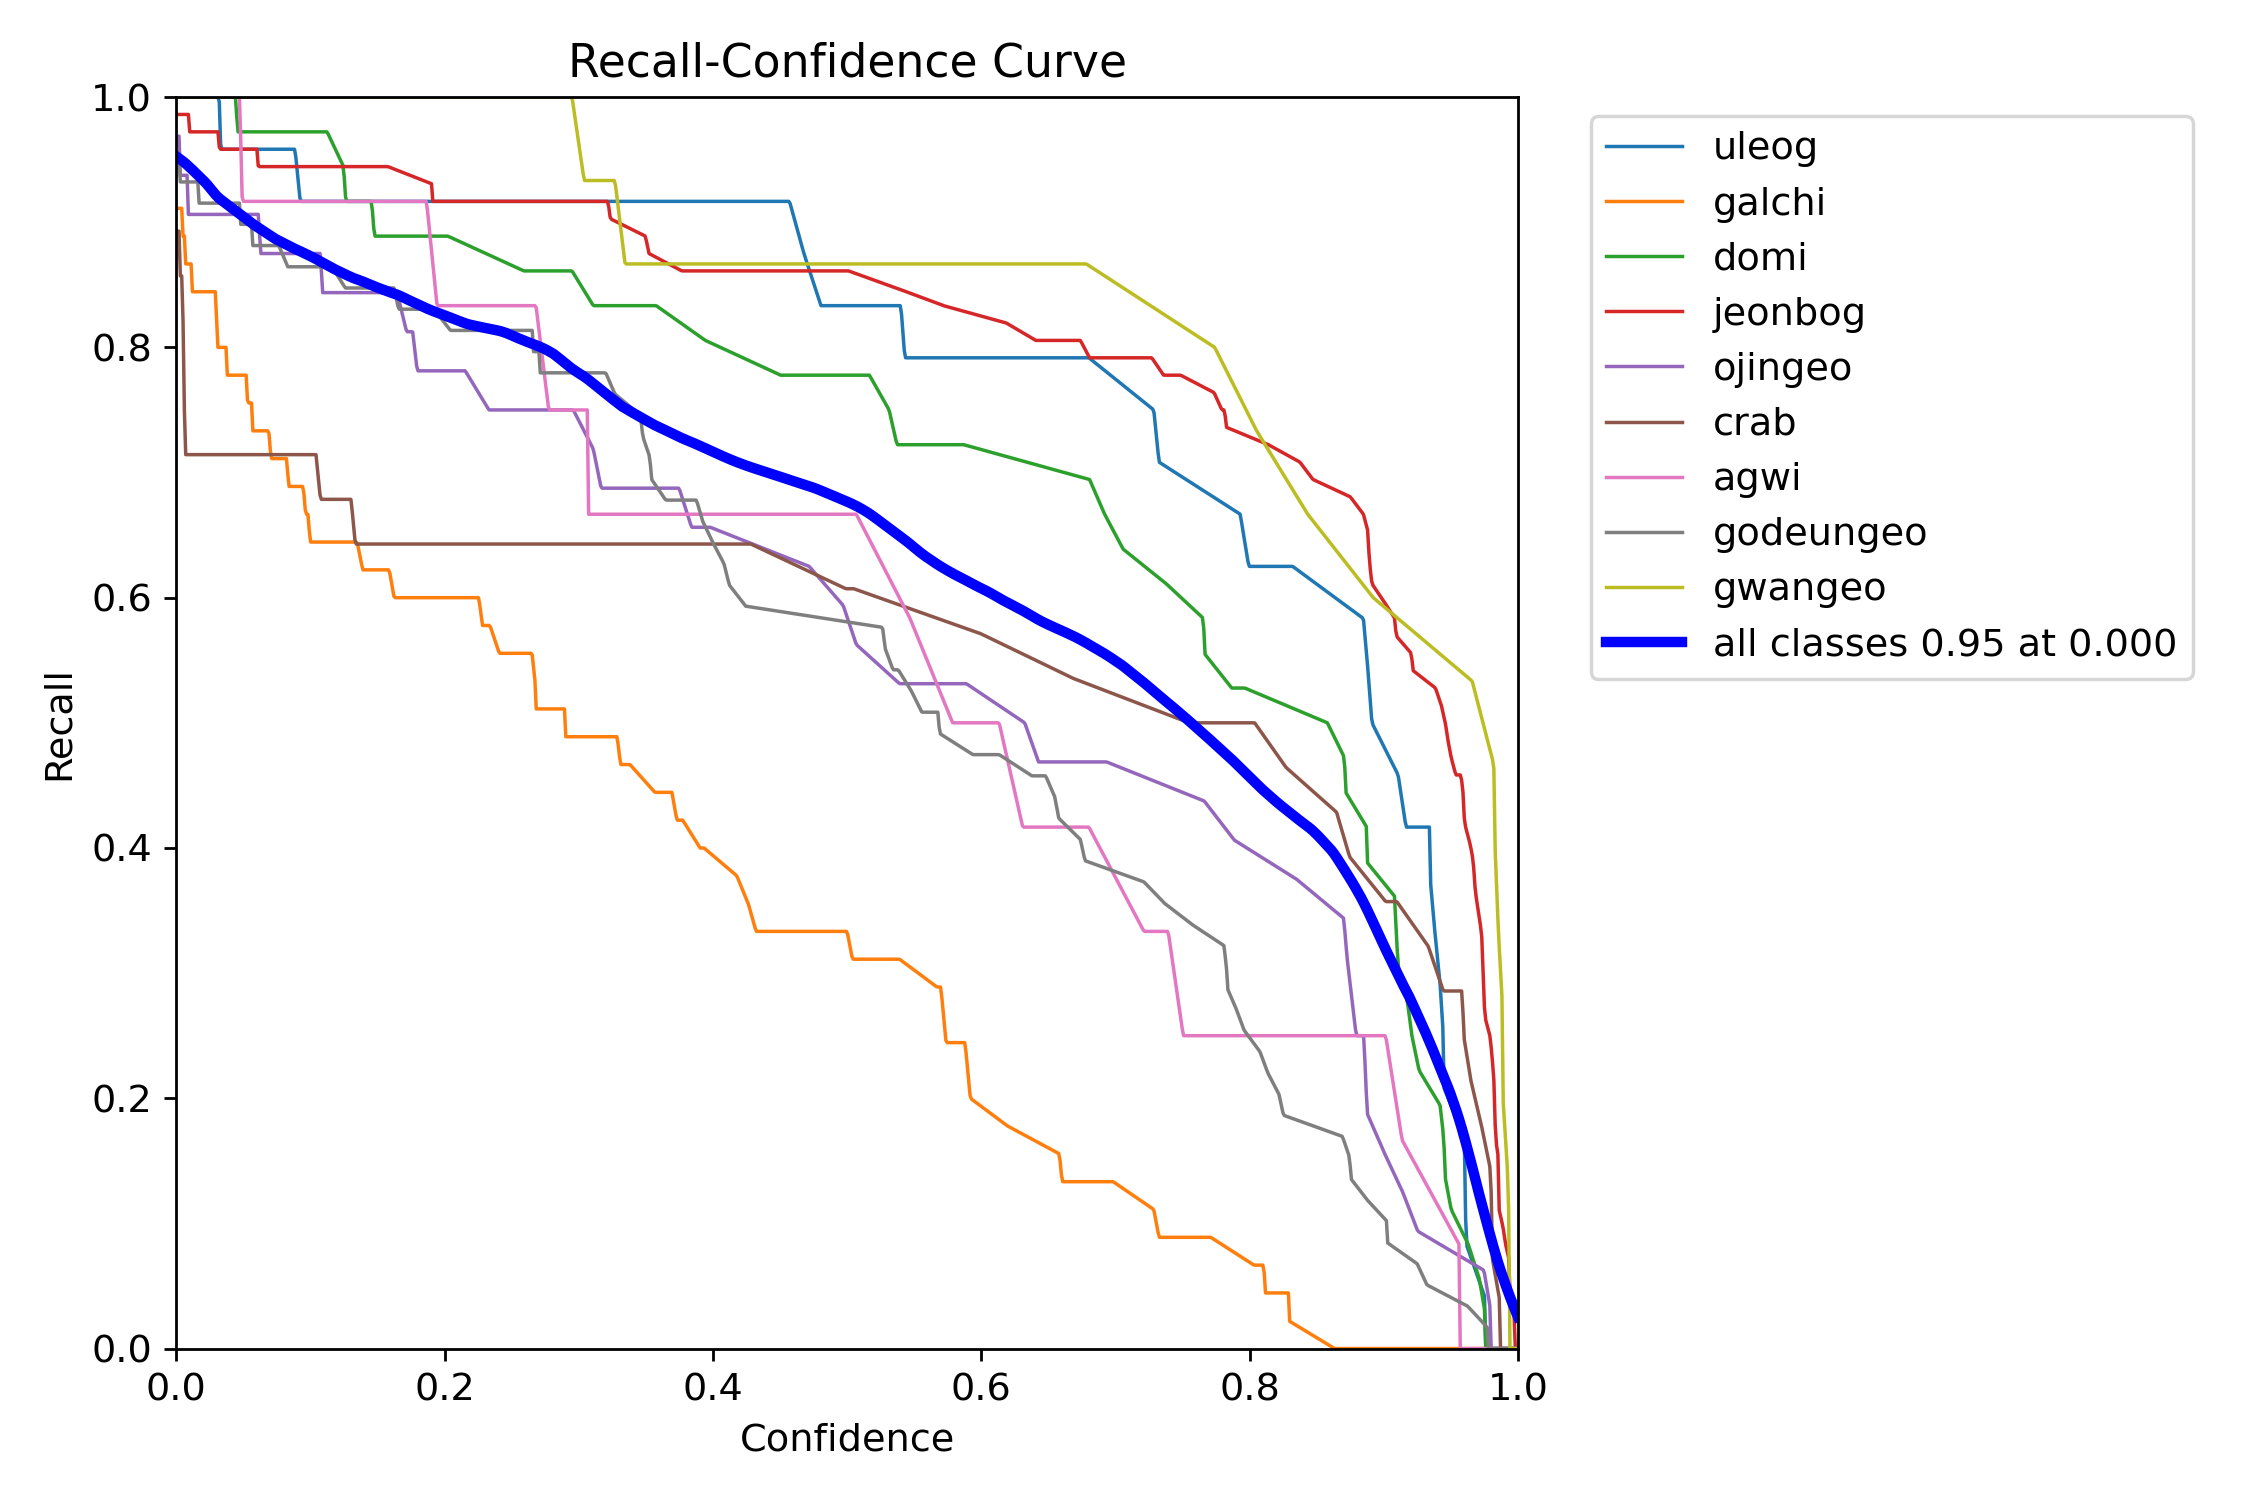 Recall-Confidence Curve
1.0
0.8
0.6
0.4
0.2
0.0
Recall
0.0 0.2 0.4 0.6 0.8 1.0
Confidence
uleog
galchi
domi
jeonbog
ojingeo
crab
agwi
godeungeo
gwangeo
all classes 0.95 at 0.000